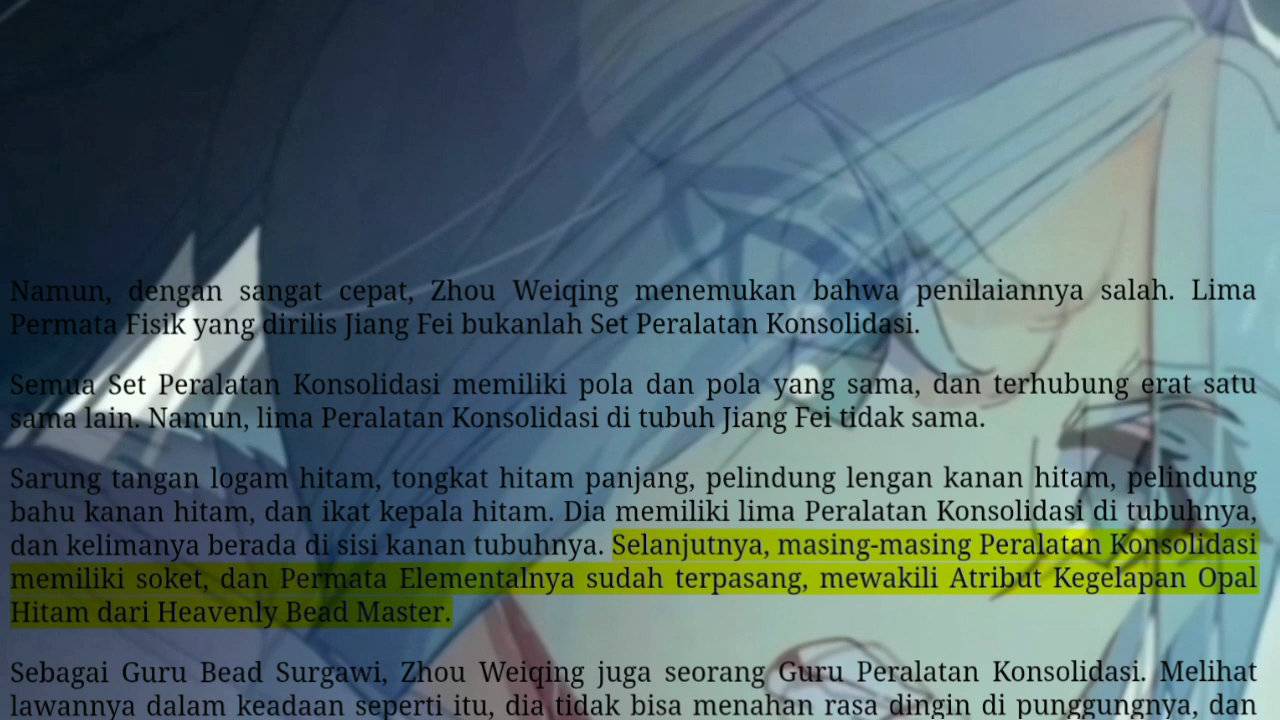 Namun, dengan sangat cepat, Zhou Weiqing menemukan bahwa penilaiannya salah. Lima
Permata Fisik yang dirilis Jiang Fei bukanlah Set Peralatan Konsolidasi.
Semua Set Peralatan Konsolidasi memiliki pola dan pola yang sama, dan terhubung erat satu
sama lain. Namun, lima Peralatan Konsolidasi di tubuh Jiang Fei tidak sama.
Sarung tangan logam hitam, tongkat hitam panjang, pelindung lengan kanan hitam, pelindung
bahu kanan hitam, dan ikat kepala hitam. Dia memiliki lima Peralatan Konsolidasi di tubuhnya,
dan kelimanya berada di sisi kanan tubuhnya. Selanjutnya, masing-masing Peralatan Konsolidasi
memiliki soket, dan Permata Elementalnya sudah terpasang, mewakili Atribut Kegelapan Opal
Hitam dari Heavenly Bead Master.
Sebagai Guru Bead Surgawi, Zhou Weiqing juga seorang Guru Peralatan Konsolidasi. Melihat
lawannya dalam keadaan seperti itu, dia tidak bisa menahan rasa dingin di punggungnya, dan